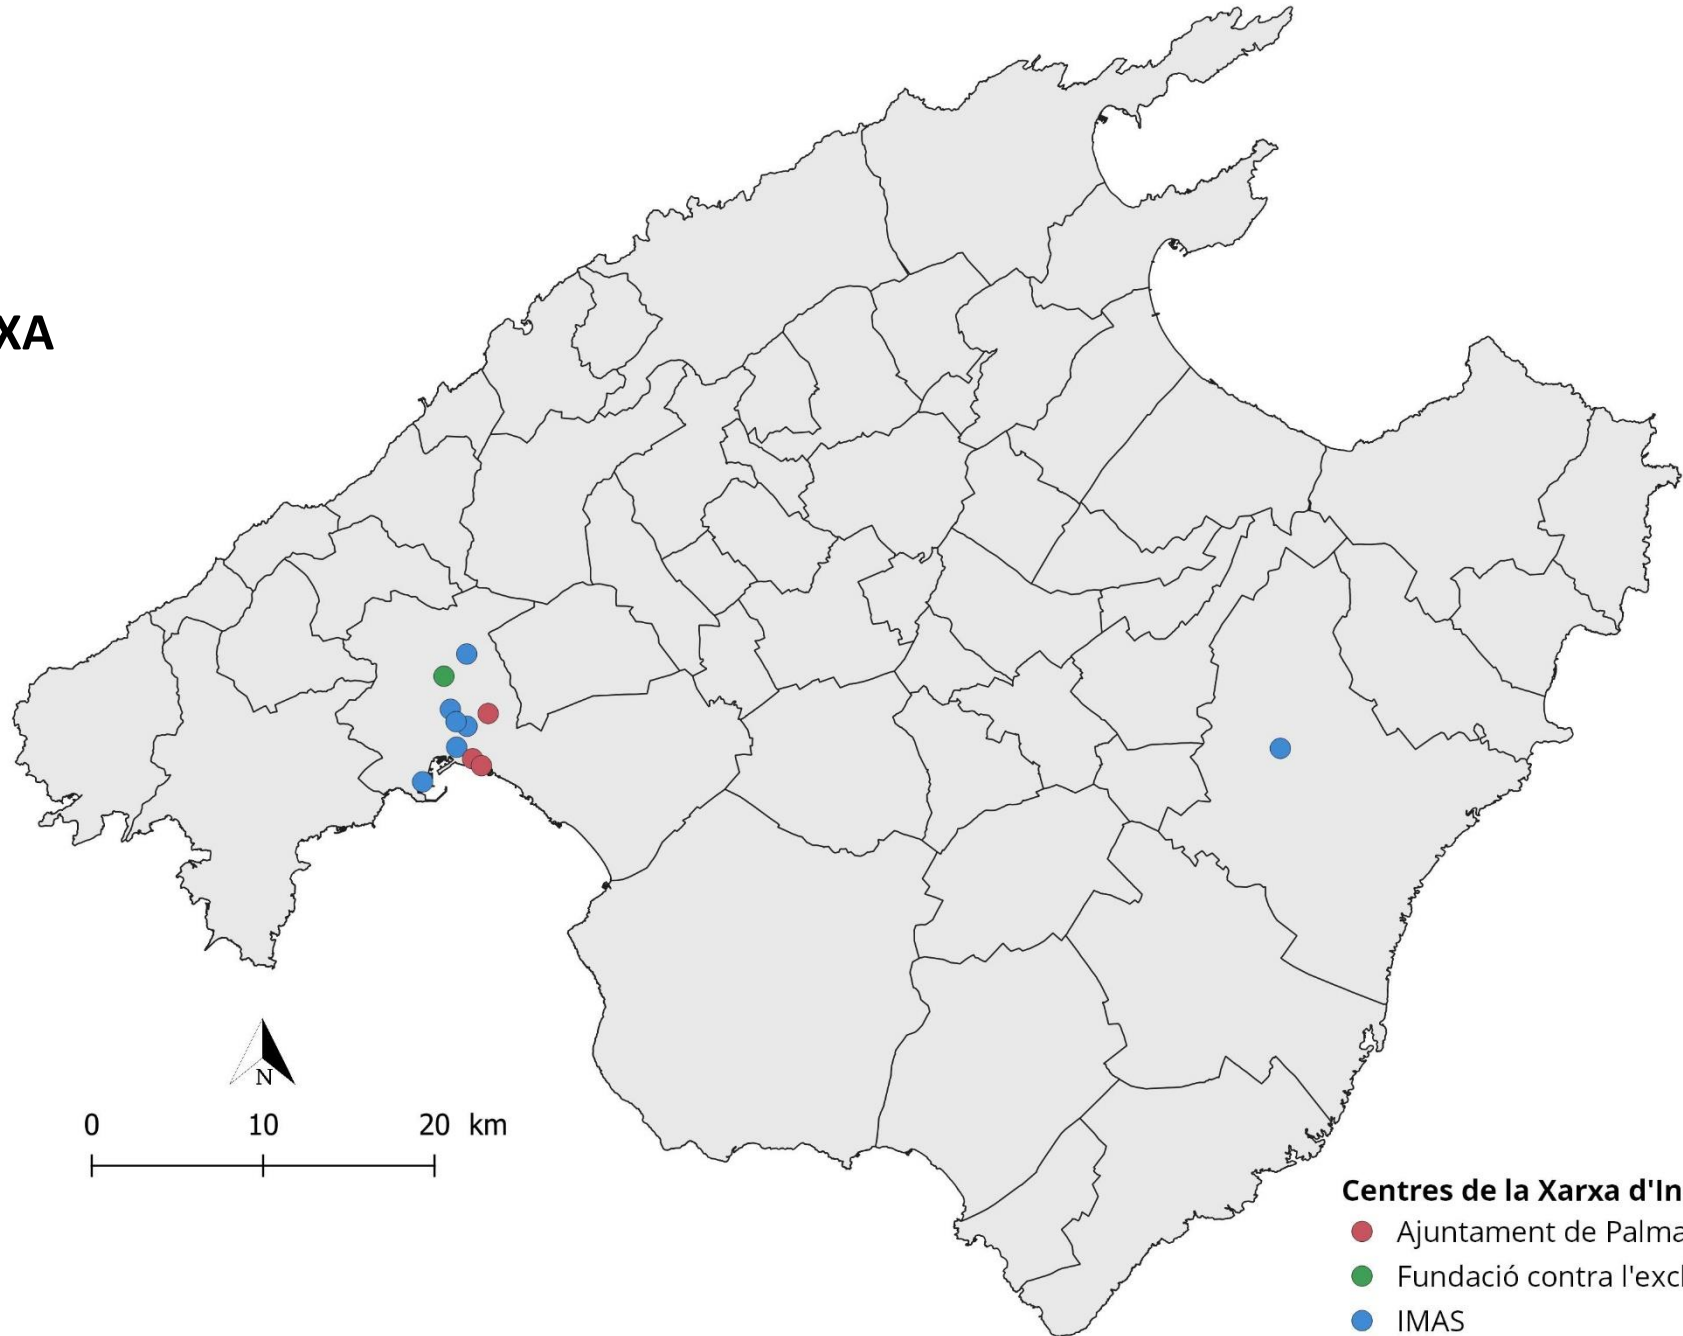 XA
N
0 10 20 km
Centres de la Xarxa d'In
Ajuntament de Palma
Fundació contra l'excl
IMAS